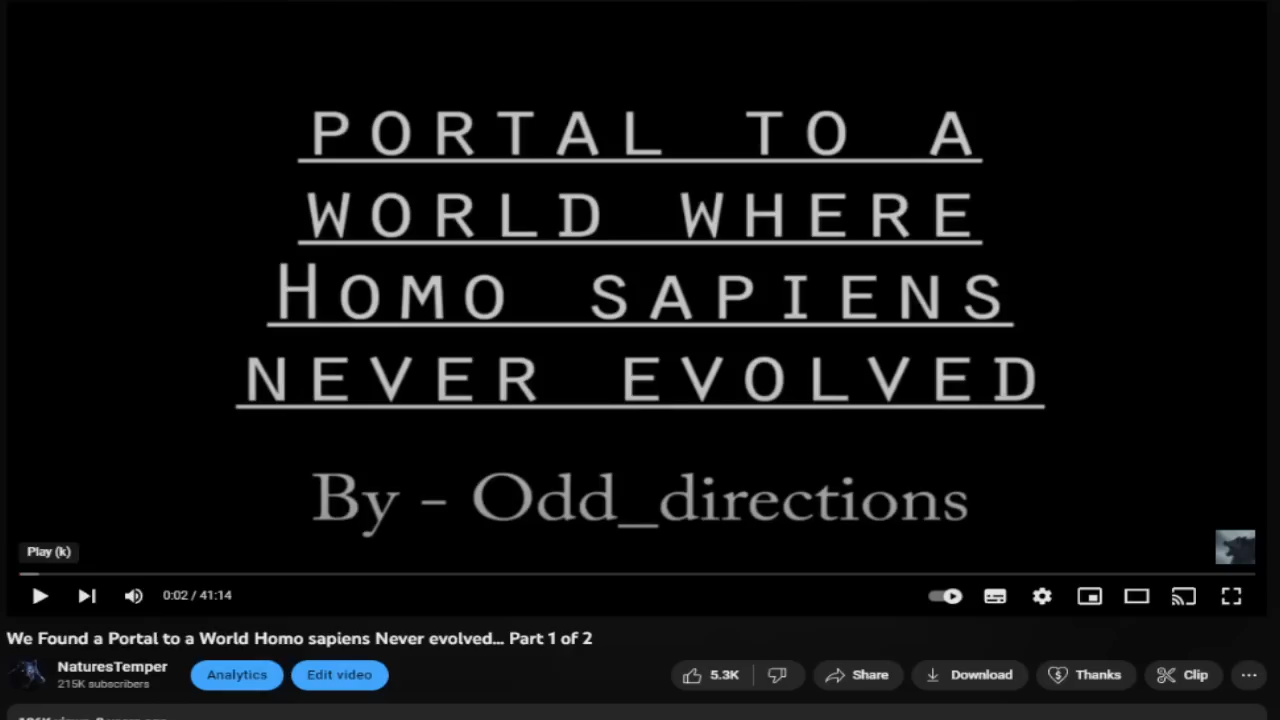 PORTAL TO A
WORLD WHERE
HOMO SAPIENS
NEVER EVOLVED
By - Odd_directions
Play (k)
0:02 / 41:14
We Found a Portal to a World Homo sapiens Never evolved... Part 1 of 2
NaturesTemper
215K subscribers
Analytics
Edit video
5.3K
Share
Download
Thanks
Clip